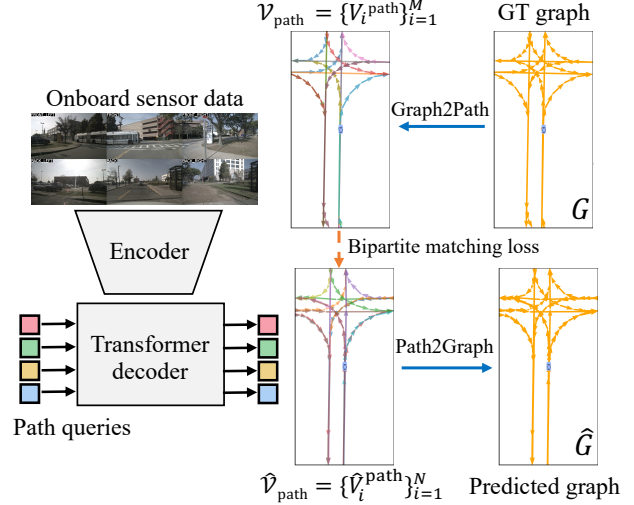 𝒱_path = {V_i^path}_{i=1}^M
GT graph
Onboard sensor data
Graph2Path
G
Encoder
Bipartite matching loss
Transformer
decoder
Path2Graph
Path queries
Ĝ
𝒱̂_path = {V̂_i^path}_{i=1}^N
Predicted graph